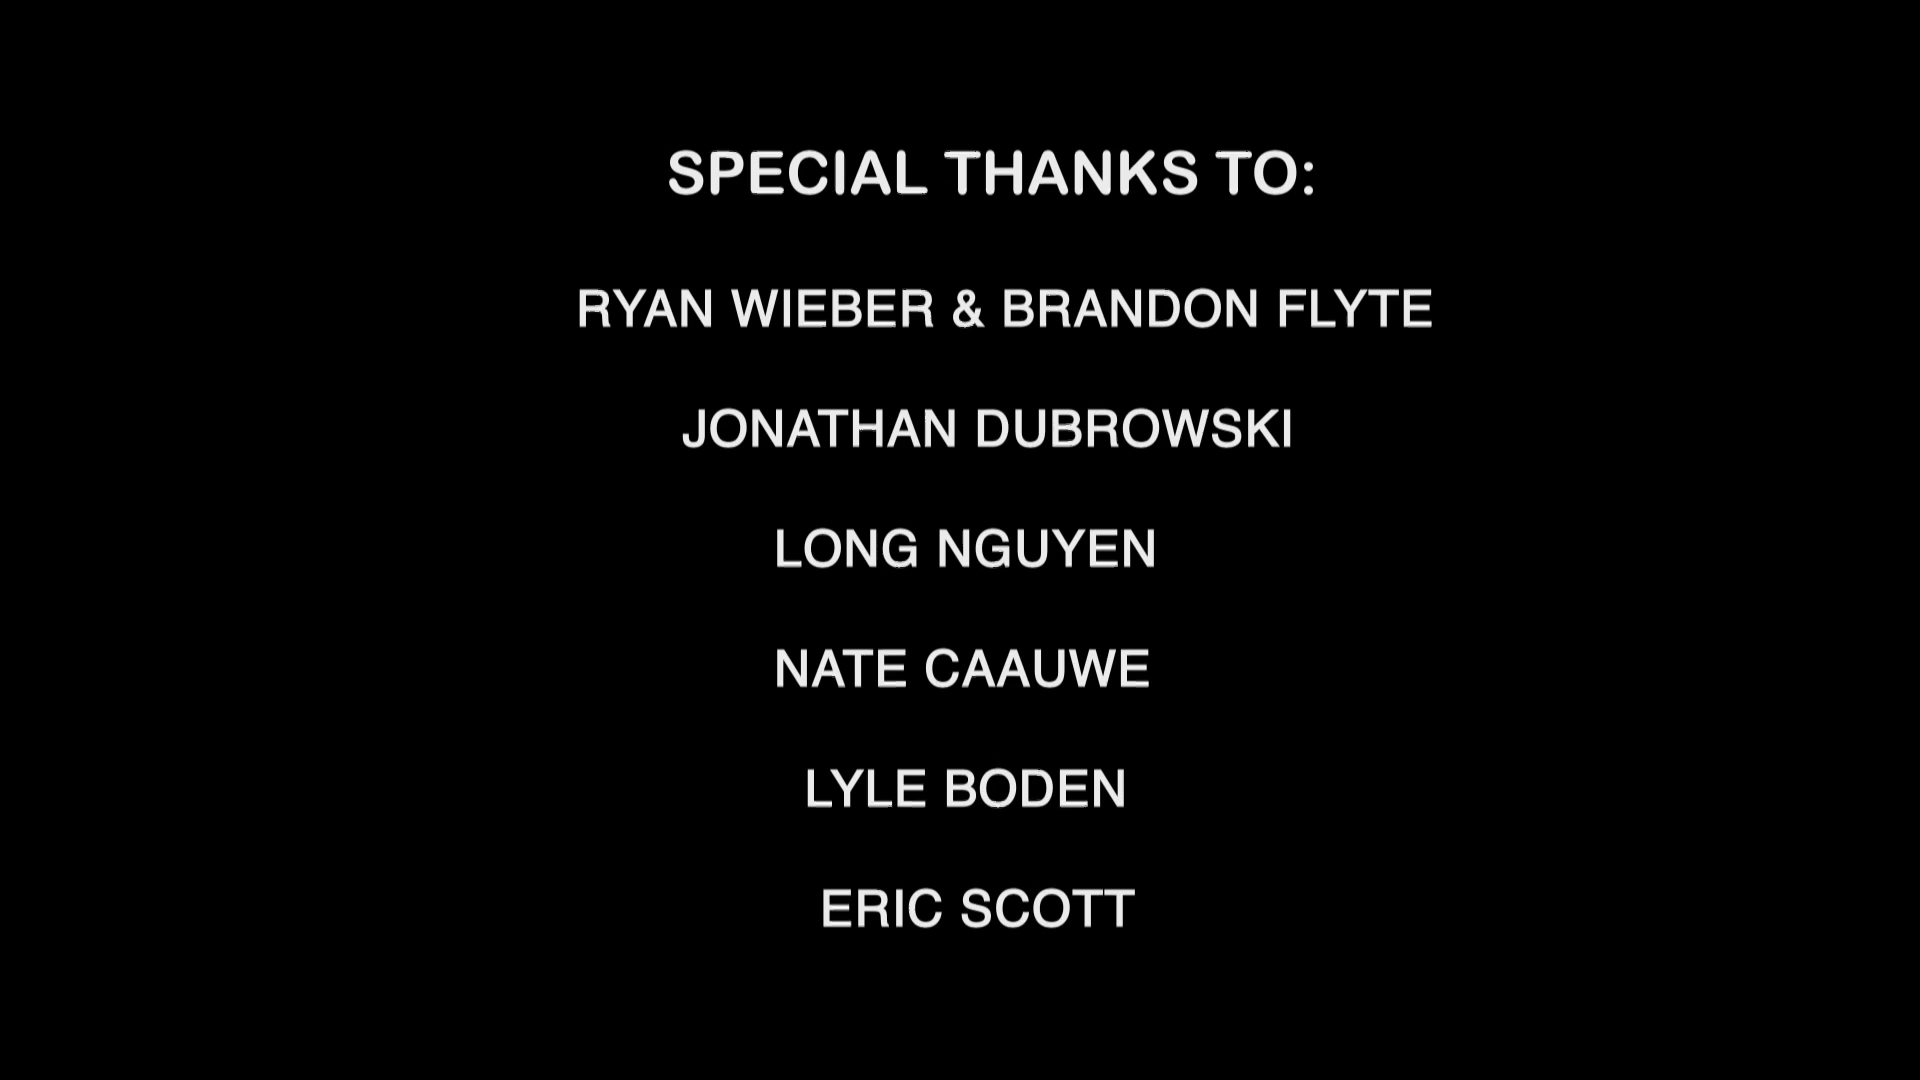 SPECIAL THANKS TO:
RYAN WIEBER & BRANDON FLYTE
JONATHAN DUBROWSKI
LONG NGUYEN
NATE CAAUWE
LYLE BODEN
ERIC SCOTT